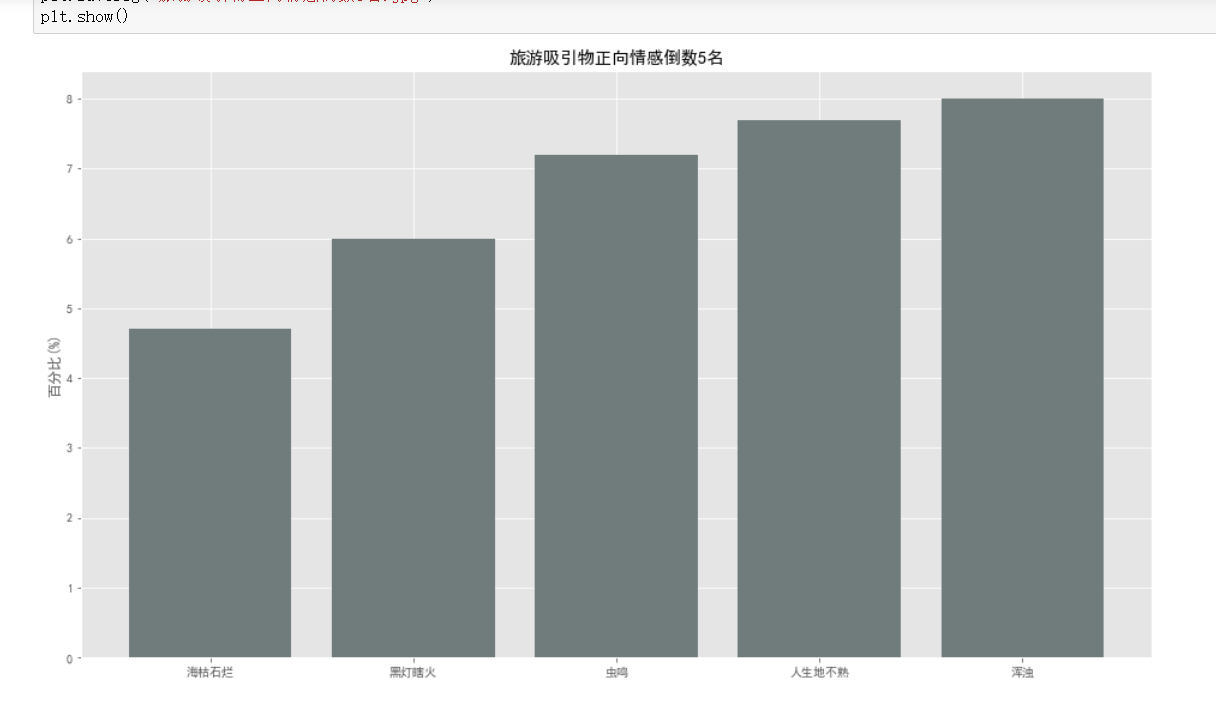 plt.show()
旅游吸引物正向情感倒数5名
8
7
6
5
4
3
2
1
0
百分比(%)
海枯石烂
黑灯瞎火
虫鸣
人生地不熟
浑浊